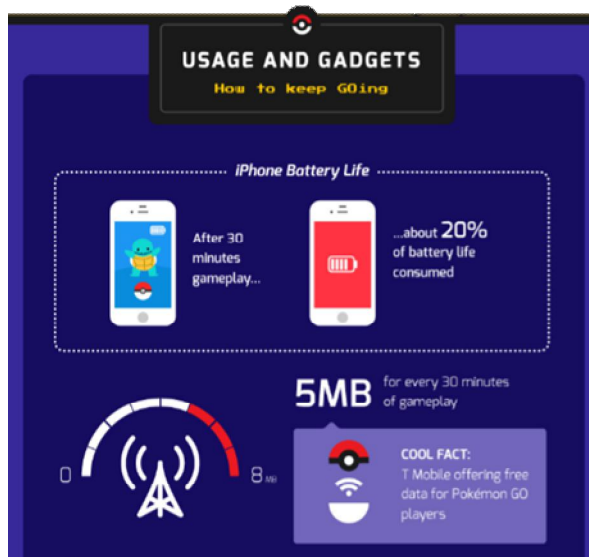 USAGE AND GADGETS
How to keep GOing
iPhone Battery Life
After 30
minutes
gameplay...
...about 20%
of battery life
consumed
5MB
for every 30 minutes
of gameplay
0
8 MB
COOL FACT:
T Mobile offering free
data for Pokémon GO
players